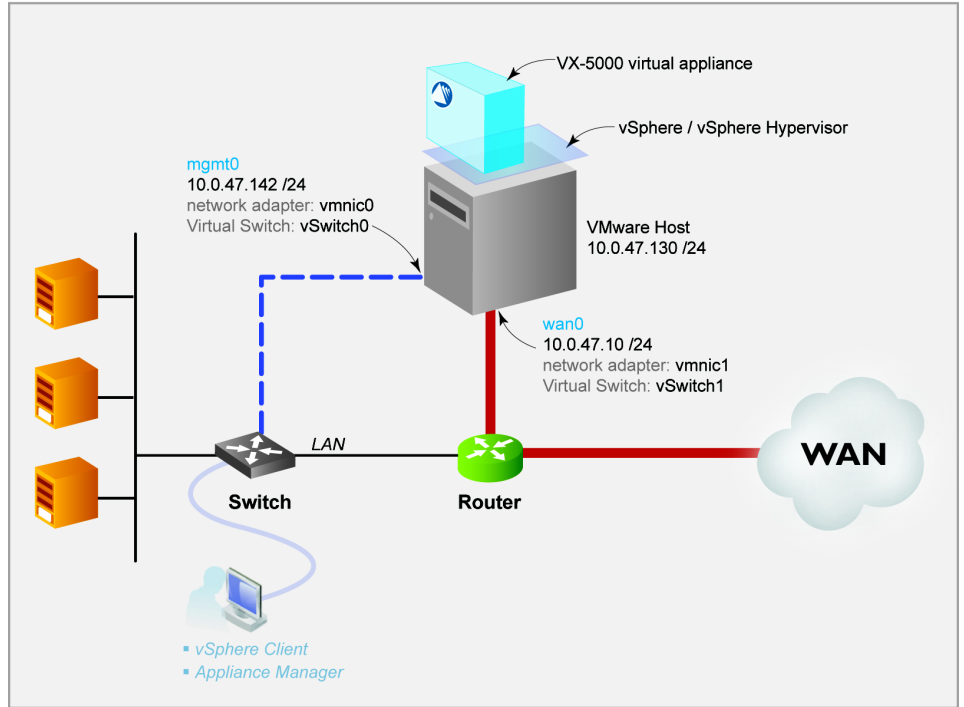 VX-5000 virtual appliance
vSphere / vSphere Hypervisor
mgmt0
10.0.47.142 /24
network adapter: vmnic0
Virtual Switch: vSwitch0
VMware Host
10.0.47.130 /24
wan0
10.0.47.10 /24
network adapter: vmnic1
Virtual Switch: vSwitch1
LAN
WAN
Switch
Router
▪ vSphere Client
▪ Appliance Manager